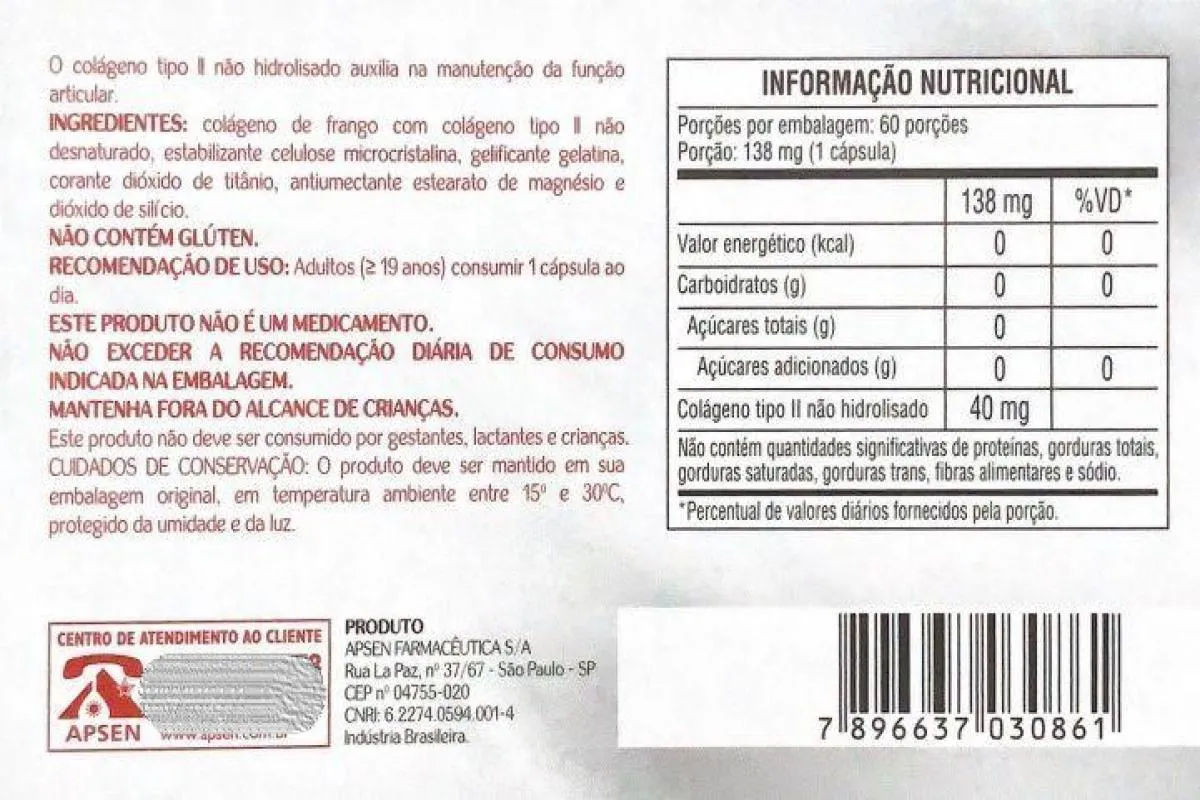 O colágeno tipo II não hidrolisado auxilia na manutenção da função
articular.
INGREDIENTES: colágeno de frango com colágeno tipo II não
desnaturado, estabilizante celulose microcristalina, gelificante gelatina,
corante dióxido de titânio, antiumectante estearato de magnésio e
dióxido de silício.
NÃO CONTÉM GLÚTEN.
RECOMENDAÇÃO DE USO: Adultos (≥ 19 anos) consumir 1 cápsula ao
dia.
ESTE PRODUTO NÃO É UM MEDICAMENTO.
NÃO EXCEDER A RECOMENDAÇÃO DIÁRIA DE CONSUMO
INDICADA NA EMBALAGEM.
MANTENHA FORA DO ALCANCE DE CRIANÇAS.
Este produto não deve ser consumido por gestantes, lactantes e crianças.
CUIDADOS DE CONSERVAÇÃO: O produto deve ser mantido em sua
embalagem original, em temperatura ambiente entre 15º e 30ºC,
protegido da umidade e da luz.
INFORMAÇÃO NUTRICIONAL
Porções por embalagem: 60 porções
Porção: 138 mg (1 cápsula)
138 mg %VD*
Valor energético (kcal) 0 0
Carboidratos (g) 0 0
Açúcares totais (g) 0
Açúcares adicionados (g) 0 0
Colágeno tipo II não hidrolisado 40 mg
Não contém quantidades significativas de proteínas, gorduras totais,
gorduras saturadas, gorduras trans, fibras alimentares e sódio.
*Percentual de valores diários fornecidos pela porção.
CENTRO DE ATENDIMENTO AO CLIENTE
APSEN
www.apsen.com.br
PRODUTO
APSEN FARMACÊUTICA S/A
Rua La Paz, nº 37/67 - São Paulo - SP
CEP nº 04755-020
CNRI: 6.2274.0594.001-4
Indústria Brasileira.
7 896637 030861